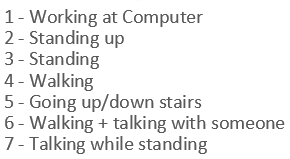 1 - Working at Computer
2 - Standing up
3 - Standing
4 - Walking
5 - Going up/down stairs
6 - Walking + talking with someone
7 - Talking while standing